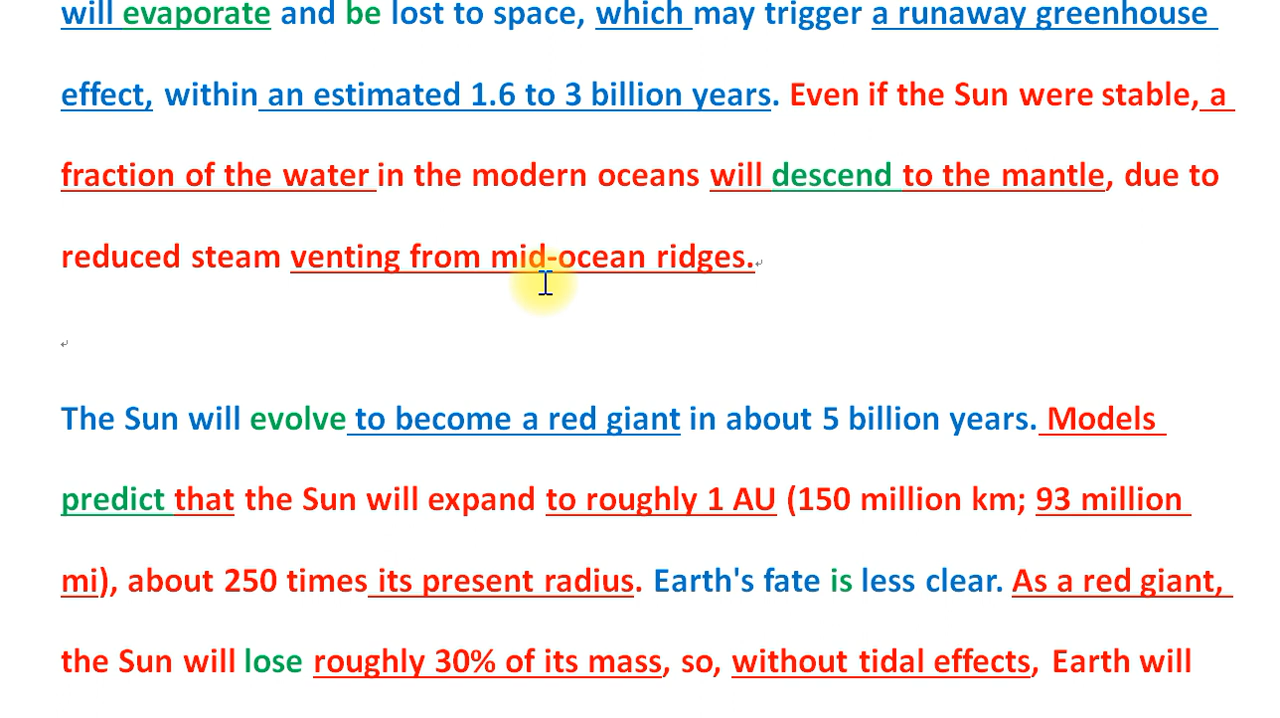 will evaporate and be lost to space, which may trigger a runaway greenhouse
effect, within an estimated 1.6 to 3 billion years. Even if the Sun were stable, a
fraction of the water in the modern oceans will descend to the mantle, due to
reduced steam venting from mid-ocean ridges.
The Sun will evolve to become a red giant in about 5 billion years. Models
predict that the Sun will expand to roughly 1 AU (150 million km; 93 million
mi), about 250 times its present radius. Earth's fate is less clear. As a red giant,
the Sun will lose roughly 30% of its mass, so, without tidal effects, Earth will